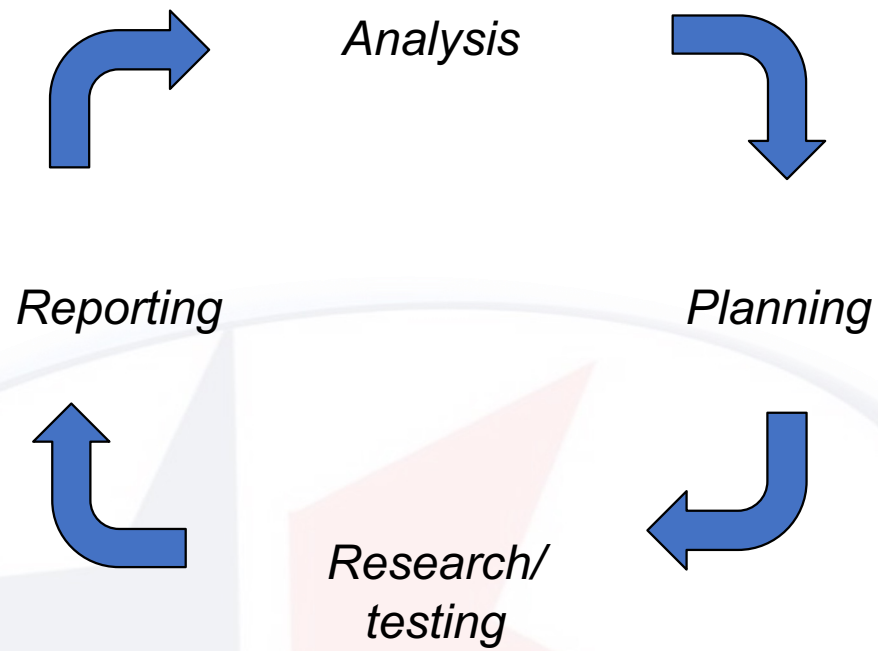 Analysis
Reporting
Planning
Research/
testing